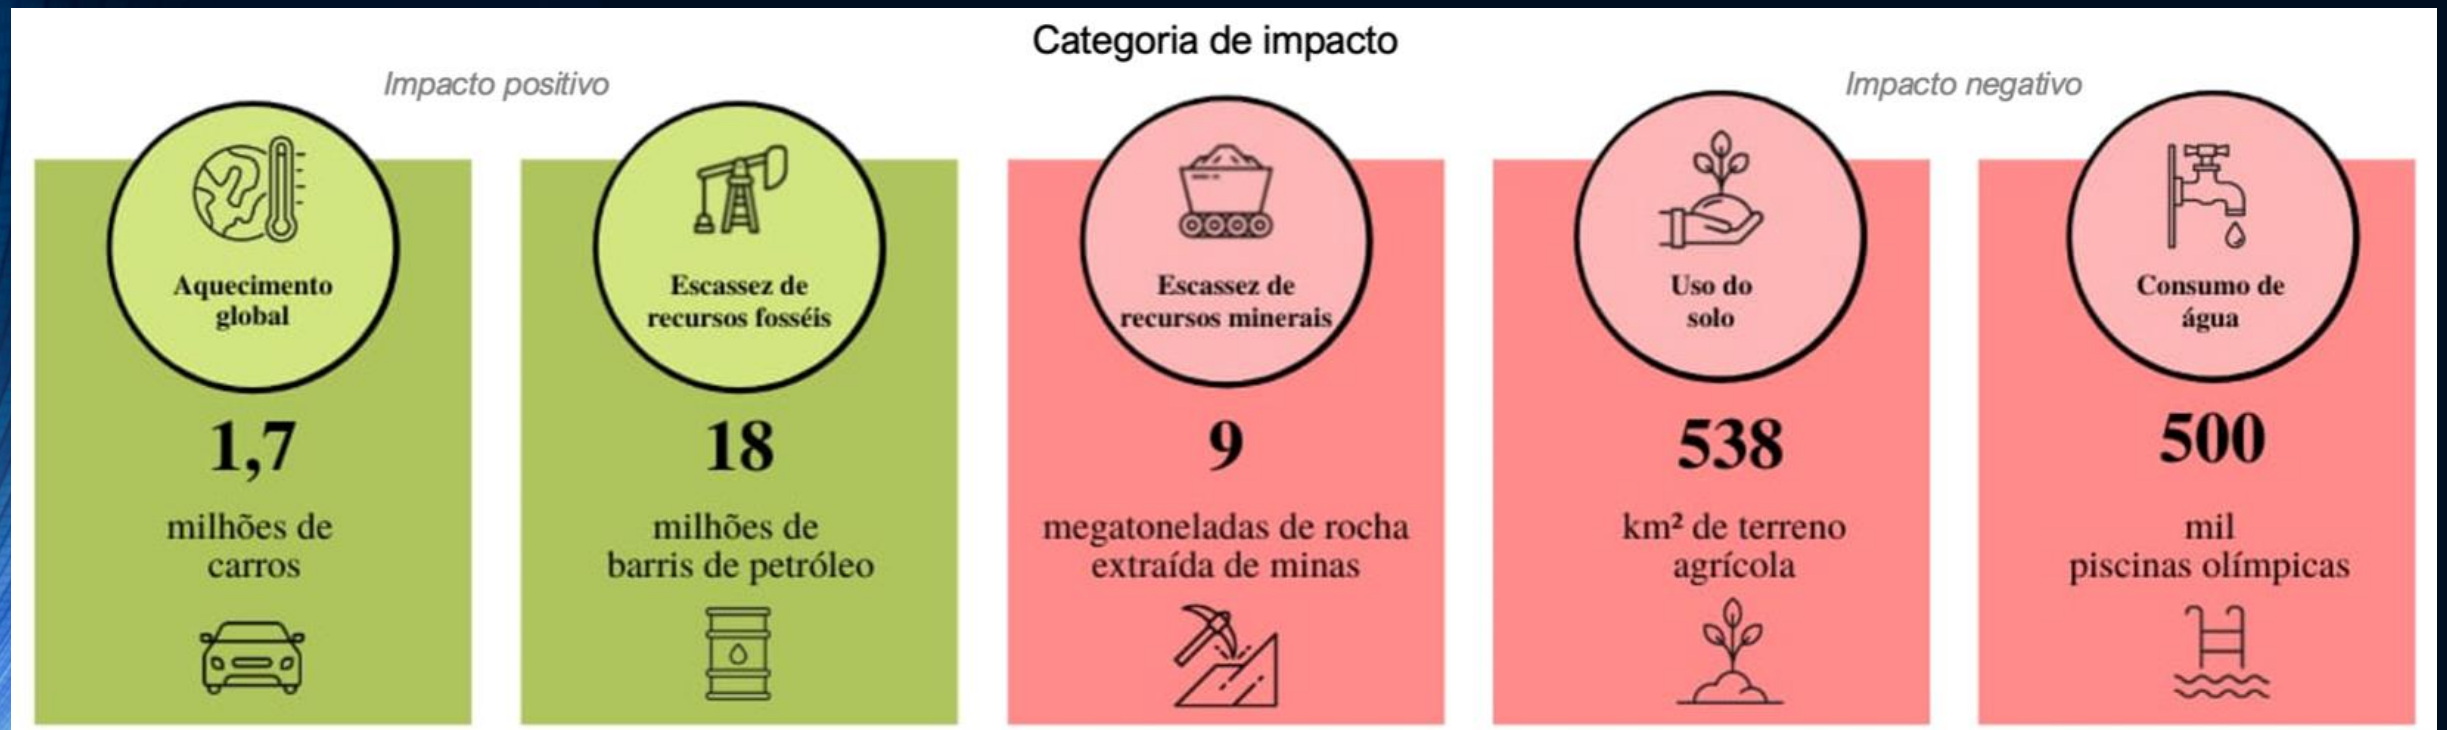 Categoria de impacto
Impacto positivo
Impacto negativo
Aquecimento
global
1,7
milhões de
carros
Escassez de
recursos fosséis
18
milhões de
barris de petróleo
Escassez de
recursos minerais
9
megatoneladas de rocha
extraída de minas
Uso do
solo
538
km² de terreno
agrícola
Consumo de
água
500
mil
piscinas olímpicas